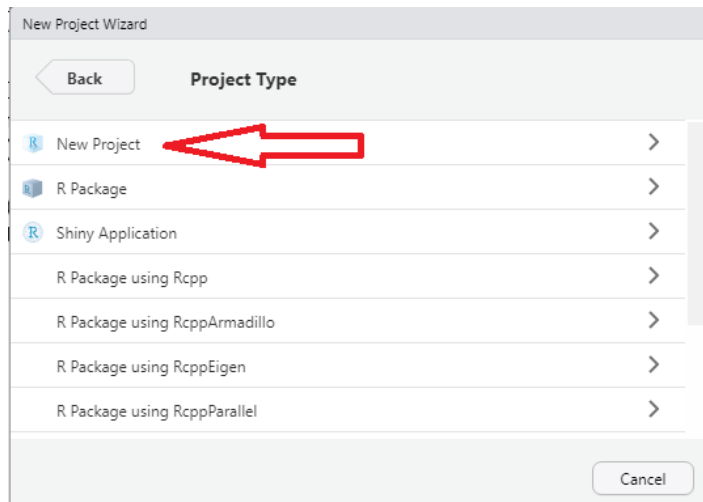 New Project Wizard
Back
Project Type
New Project
R Package
Shiny Application
R Package using Rcpp
R Package using RcppArmadillo
R Package using RcppEigen
R Package using RcppParallel
Cancel